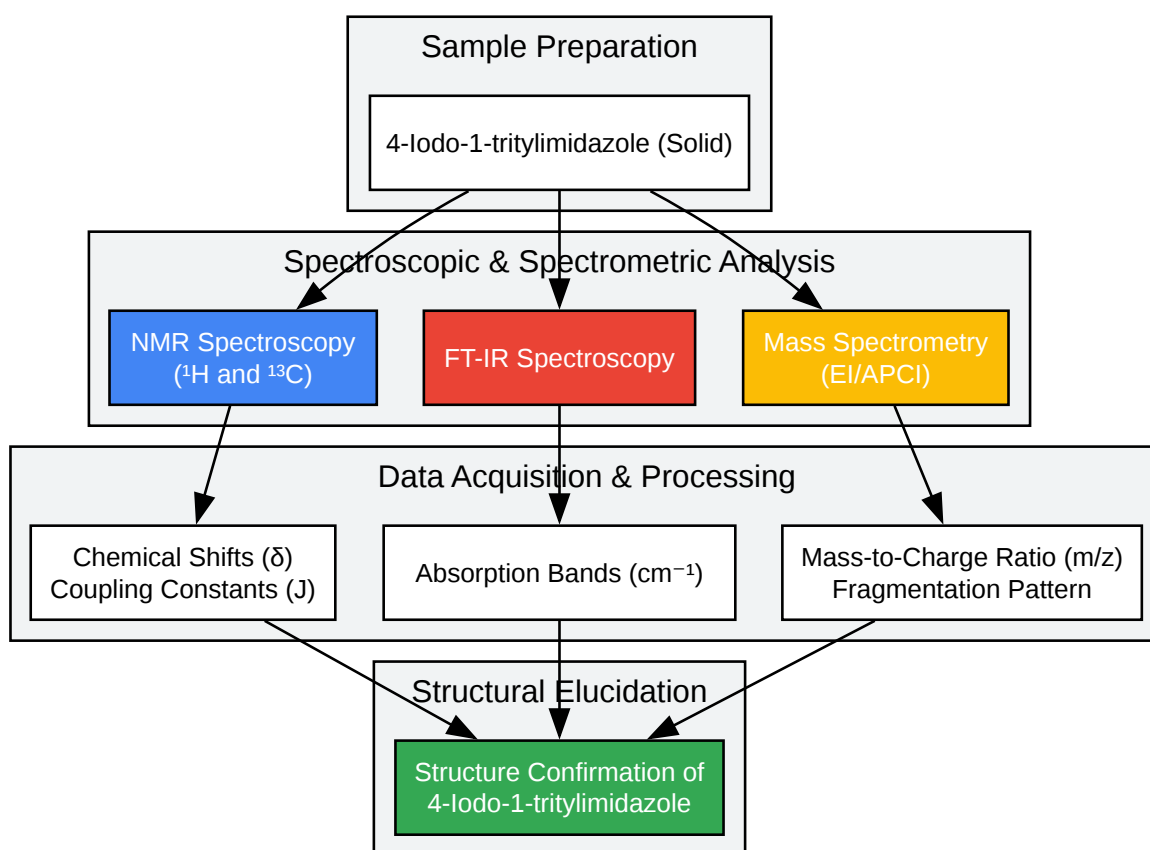 Sample Preparation
4-Iodo-1-tritylimidazole (Solid)
Spectroscopic & Spectrometric Analysis
NMR Spectroscopy
(¹H and ¹³C)
FT-IR Spectroscopy
Mass Spectrometry
(EI/APCI)
Data Acquisition & Processing
Chemical Shifts (δ)
Coupling Constants (J)
Absorption Bands (cm⁻¹)
Mass-to-Charge Ratio (m/z)
Fragmentation Pattern
Structural Elucidation
Structure Confirmation of
4-Iodo-1-tritylimidazole